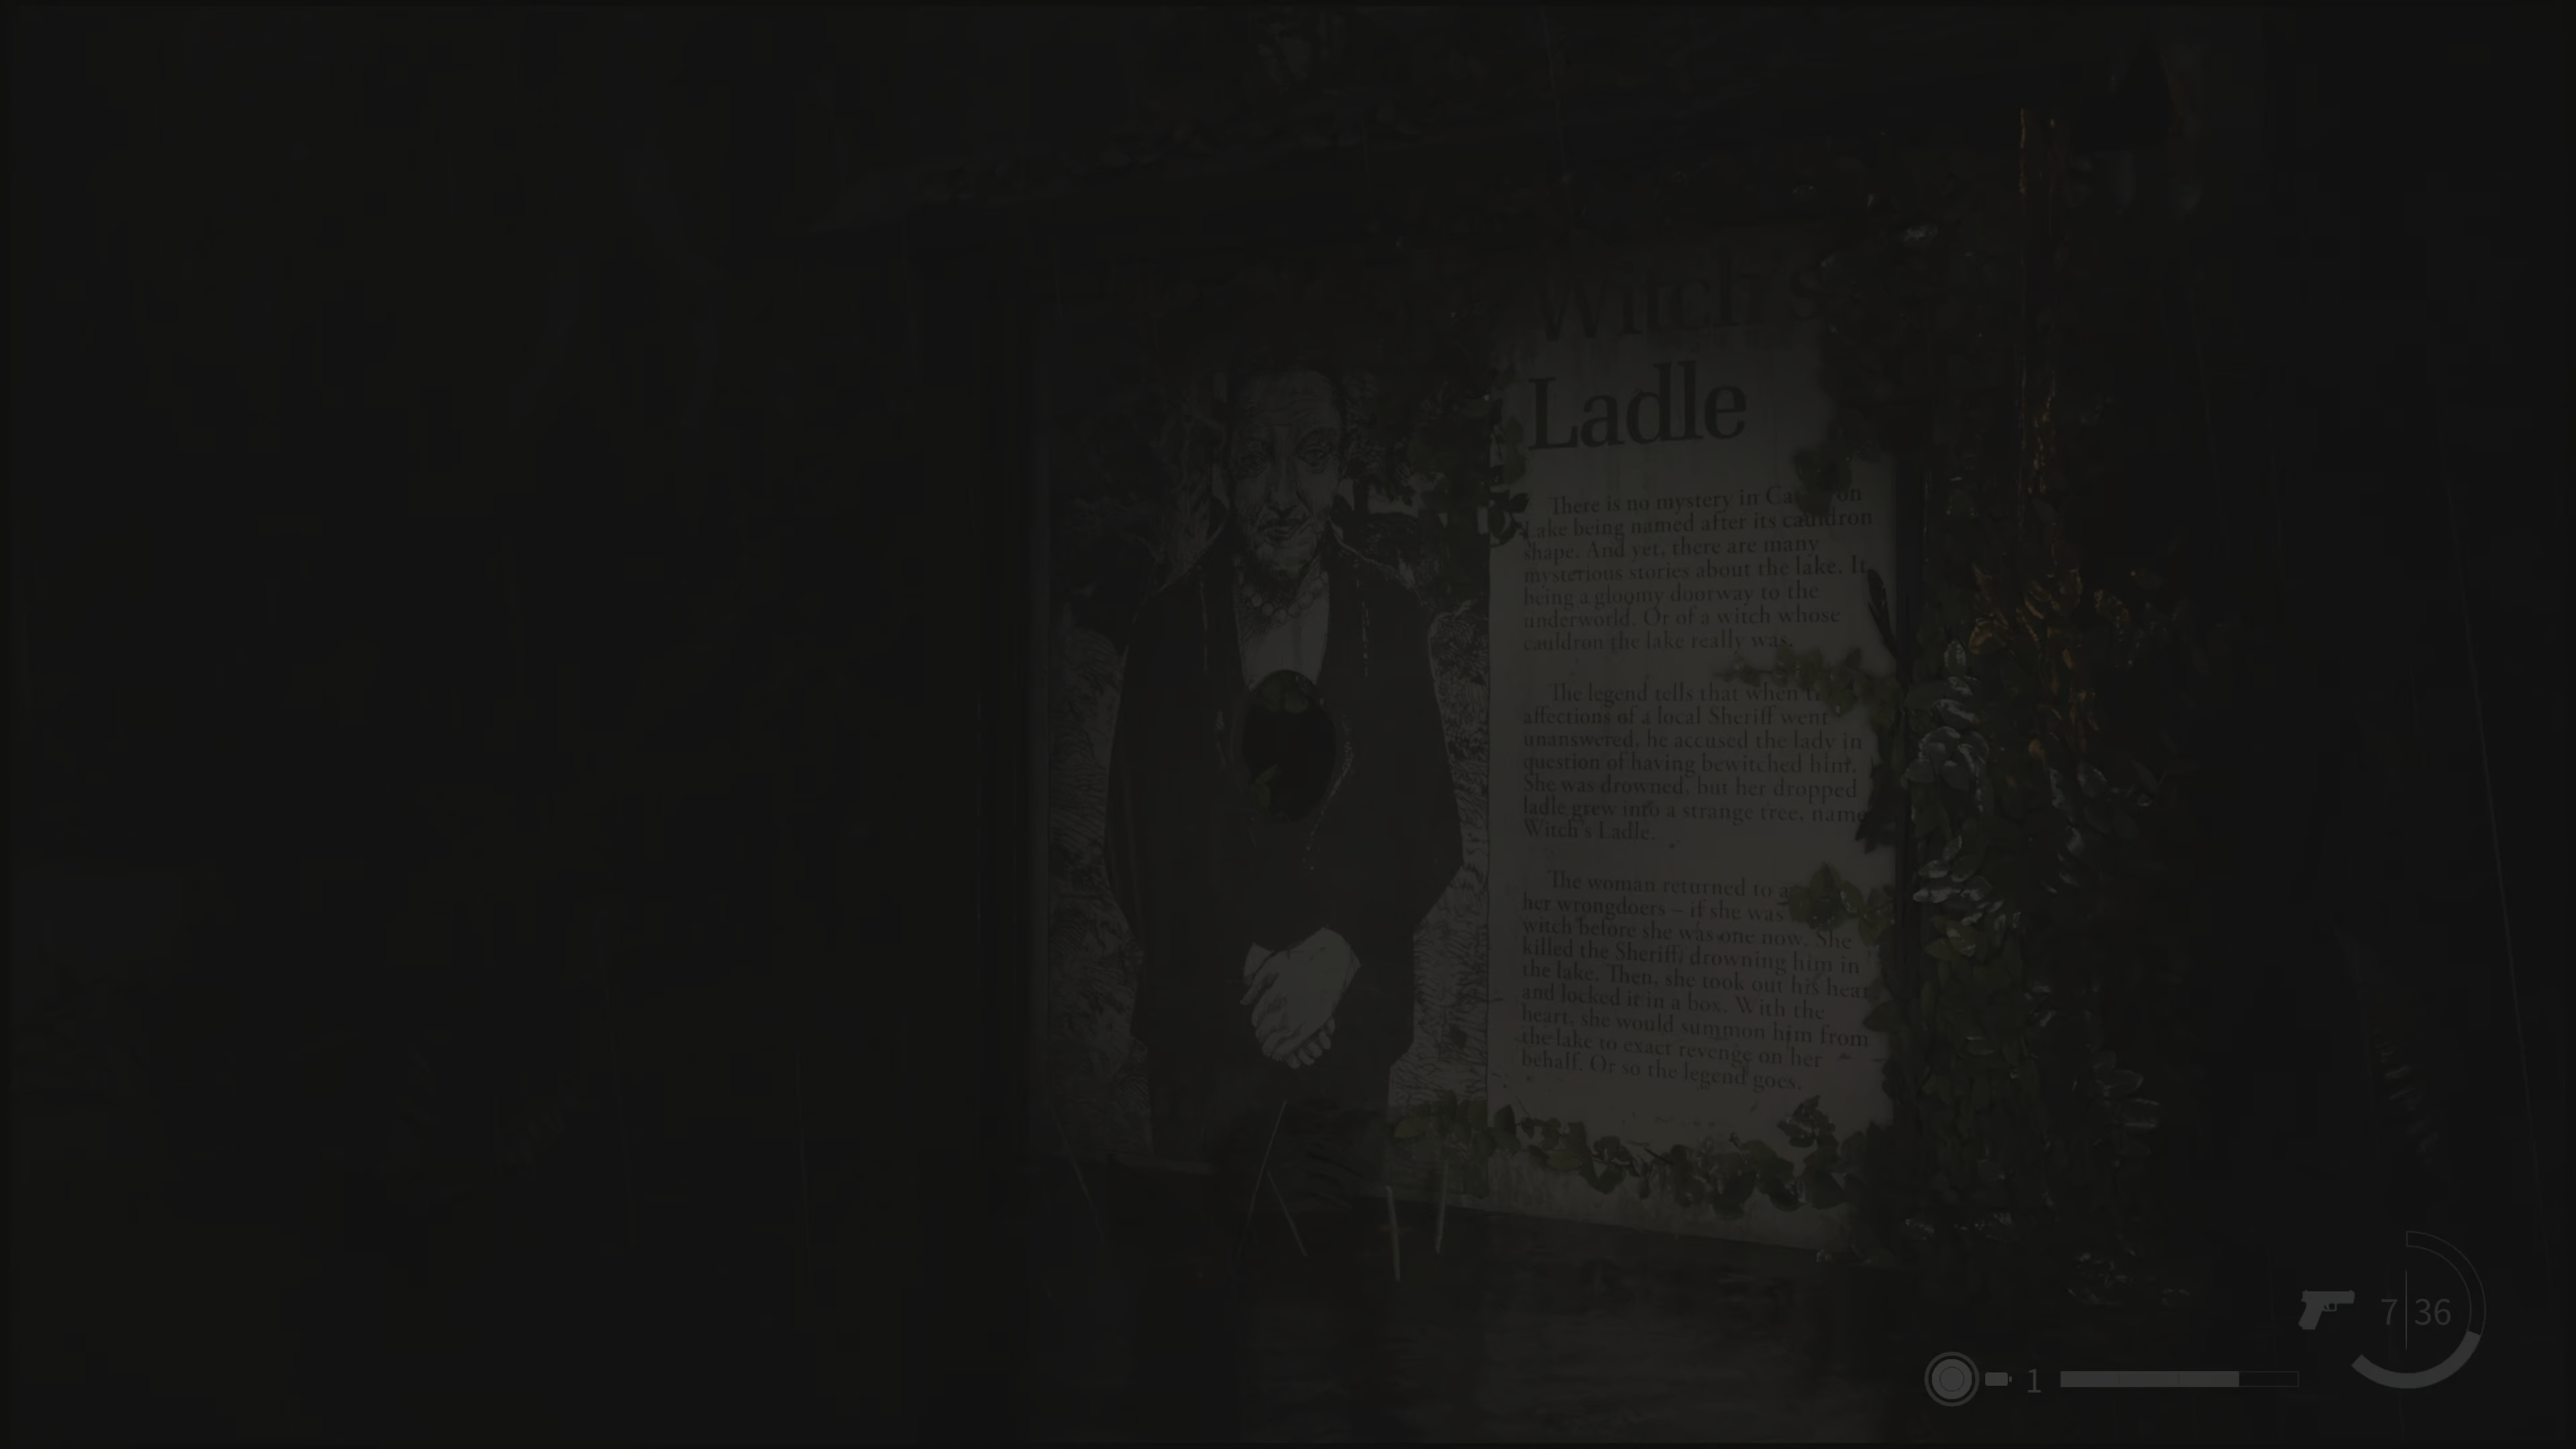 Witch's
Ladle
There is no mystery in
Lake being named after its cauldron
shape. And yet, there are many
mysterious stories about the lake. It
being a gloomy doorway to the
underworld. Or of a witch whose
cauldron the lake really was.
The legend tells that when
affections of a local Sheriff went
unanswered, he accused the lady in
question of having bewitched him.
She was drowned, but her dropped
ladle grew into a strange tree, name
Witch's Ladle.
The woman returned to
her wrongdoers – if she was
witch before she was one now. She
killed the Sheriff, drowning him in
the lake. Then, she took out his hear
and locked it in a box. With the
heart, she would summon him from
the lake to exact revenge on her
behalf. Or so the legend goes.
7 36
1